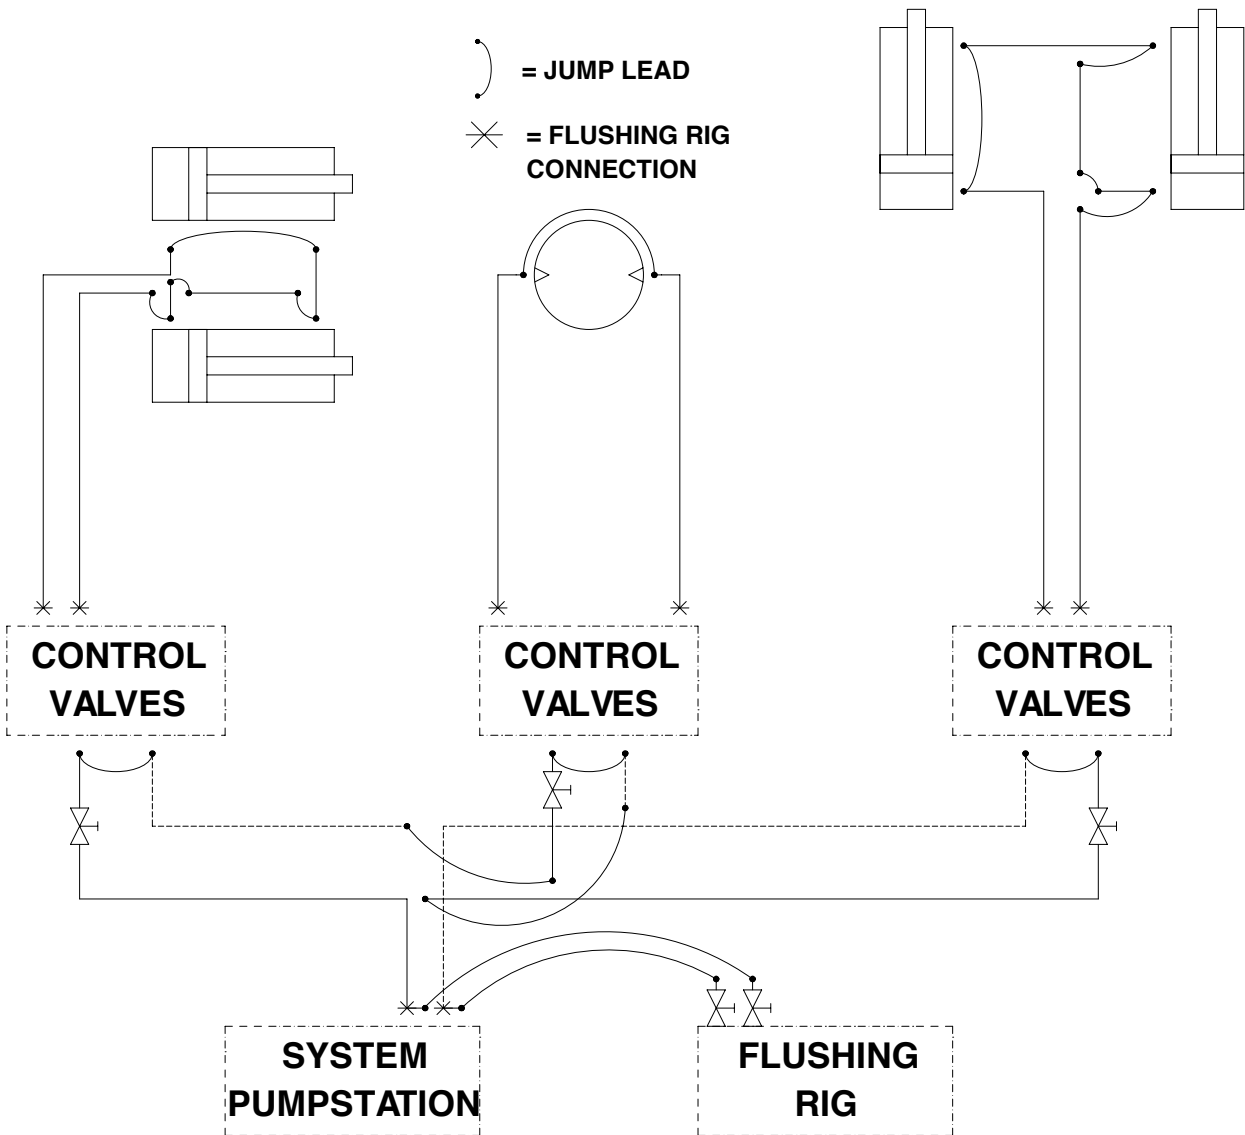 = JUMP LEAD
= FLUSHING RIG
CONNECTION
CONTROL
VALVES
CONTROL
VALVES
CONTROL
VALVES
SYSTEM
PUMPSTATION
FLUSHING
RIG